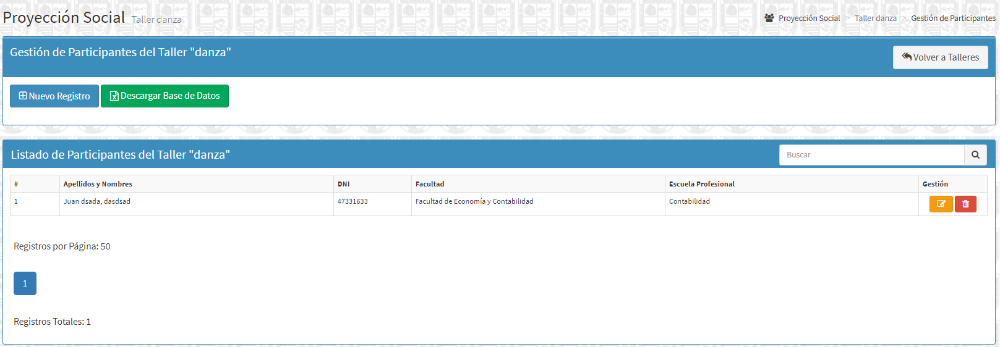 Proyección Social Taller danza
Proyección Social > Taller danza > Gestión de Participantes
Gestión de Participantes del Taller "danza"
Volver a Talleres
Nuevo Registro Descargar Base de Datos
Listado de Participantes del Taller "danza"
Buscar
# Apellidos y Nombres DNI Facultad Escuela Profesional Gestión
1 Juan dsada, dasdsad 47331633 Facultad de Economía y Contabilidad Contabilidad
Registros por Página: 50
1
Registros Totales: 1